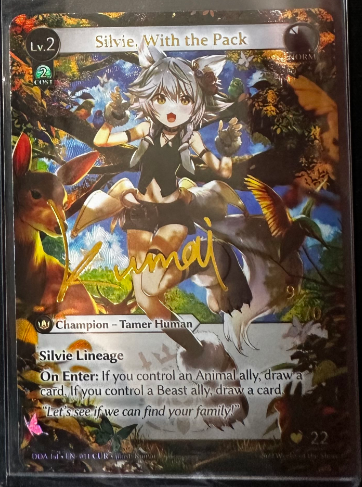 Lv.2
Silvie, With the Pack
NORM
2
COST
Kumai
Champion – Tamer Human
Silvie Lineage
On Enter: If you control an Animal ally, draw a
card. If you control a Beast ally, draw a card.
"Let's see if we can find your family!"
22